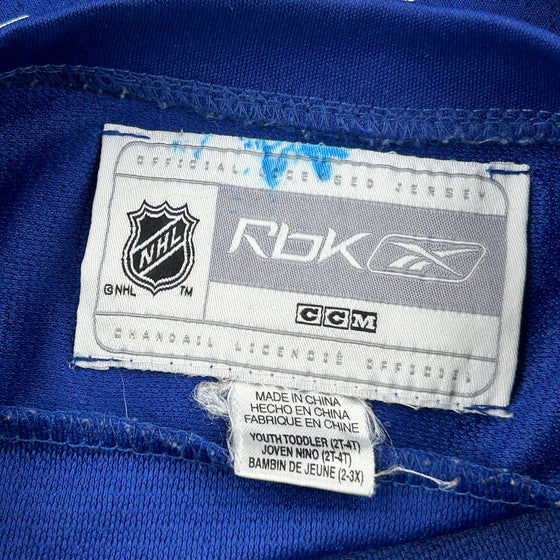 OFFICIAL LICENSED JERSEY
NHL
Rbk
© NHL ™
CCM
CHANDAIL LICENCIÉ OFFICIEL
MADE IN CHINA
HECHO EN CHINA
FABRIQUE EN CHINE
YOUTH TODDLER (2T-4T)
JOVEN NINO (2T-4T)
BAMBIN DE JEUNE (2-3X)